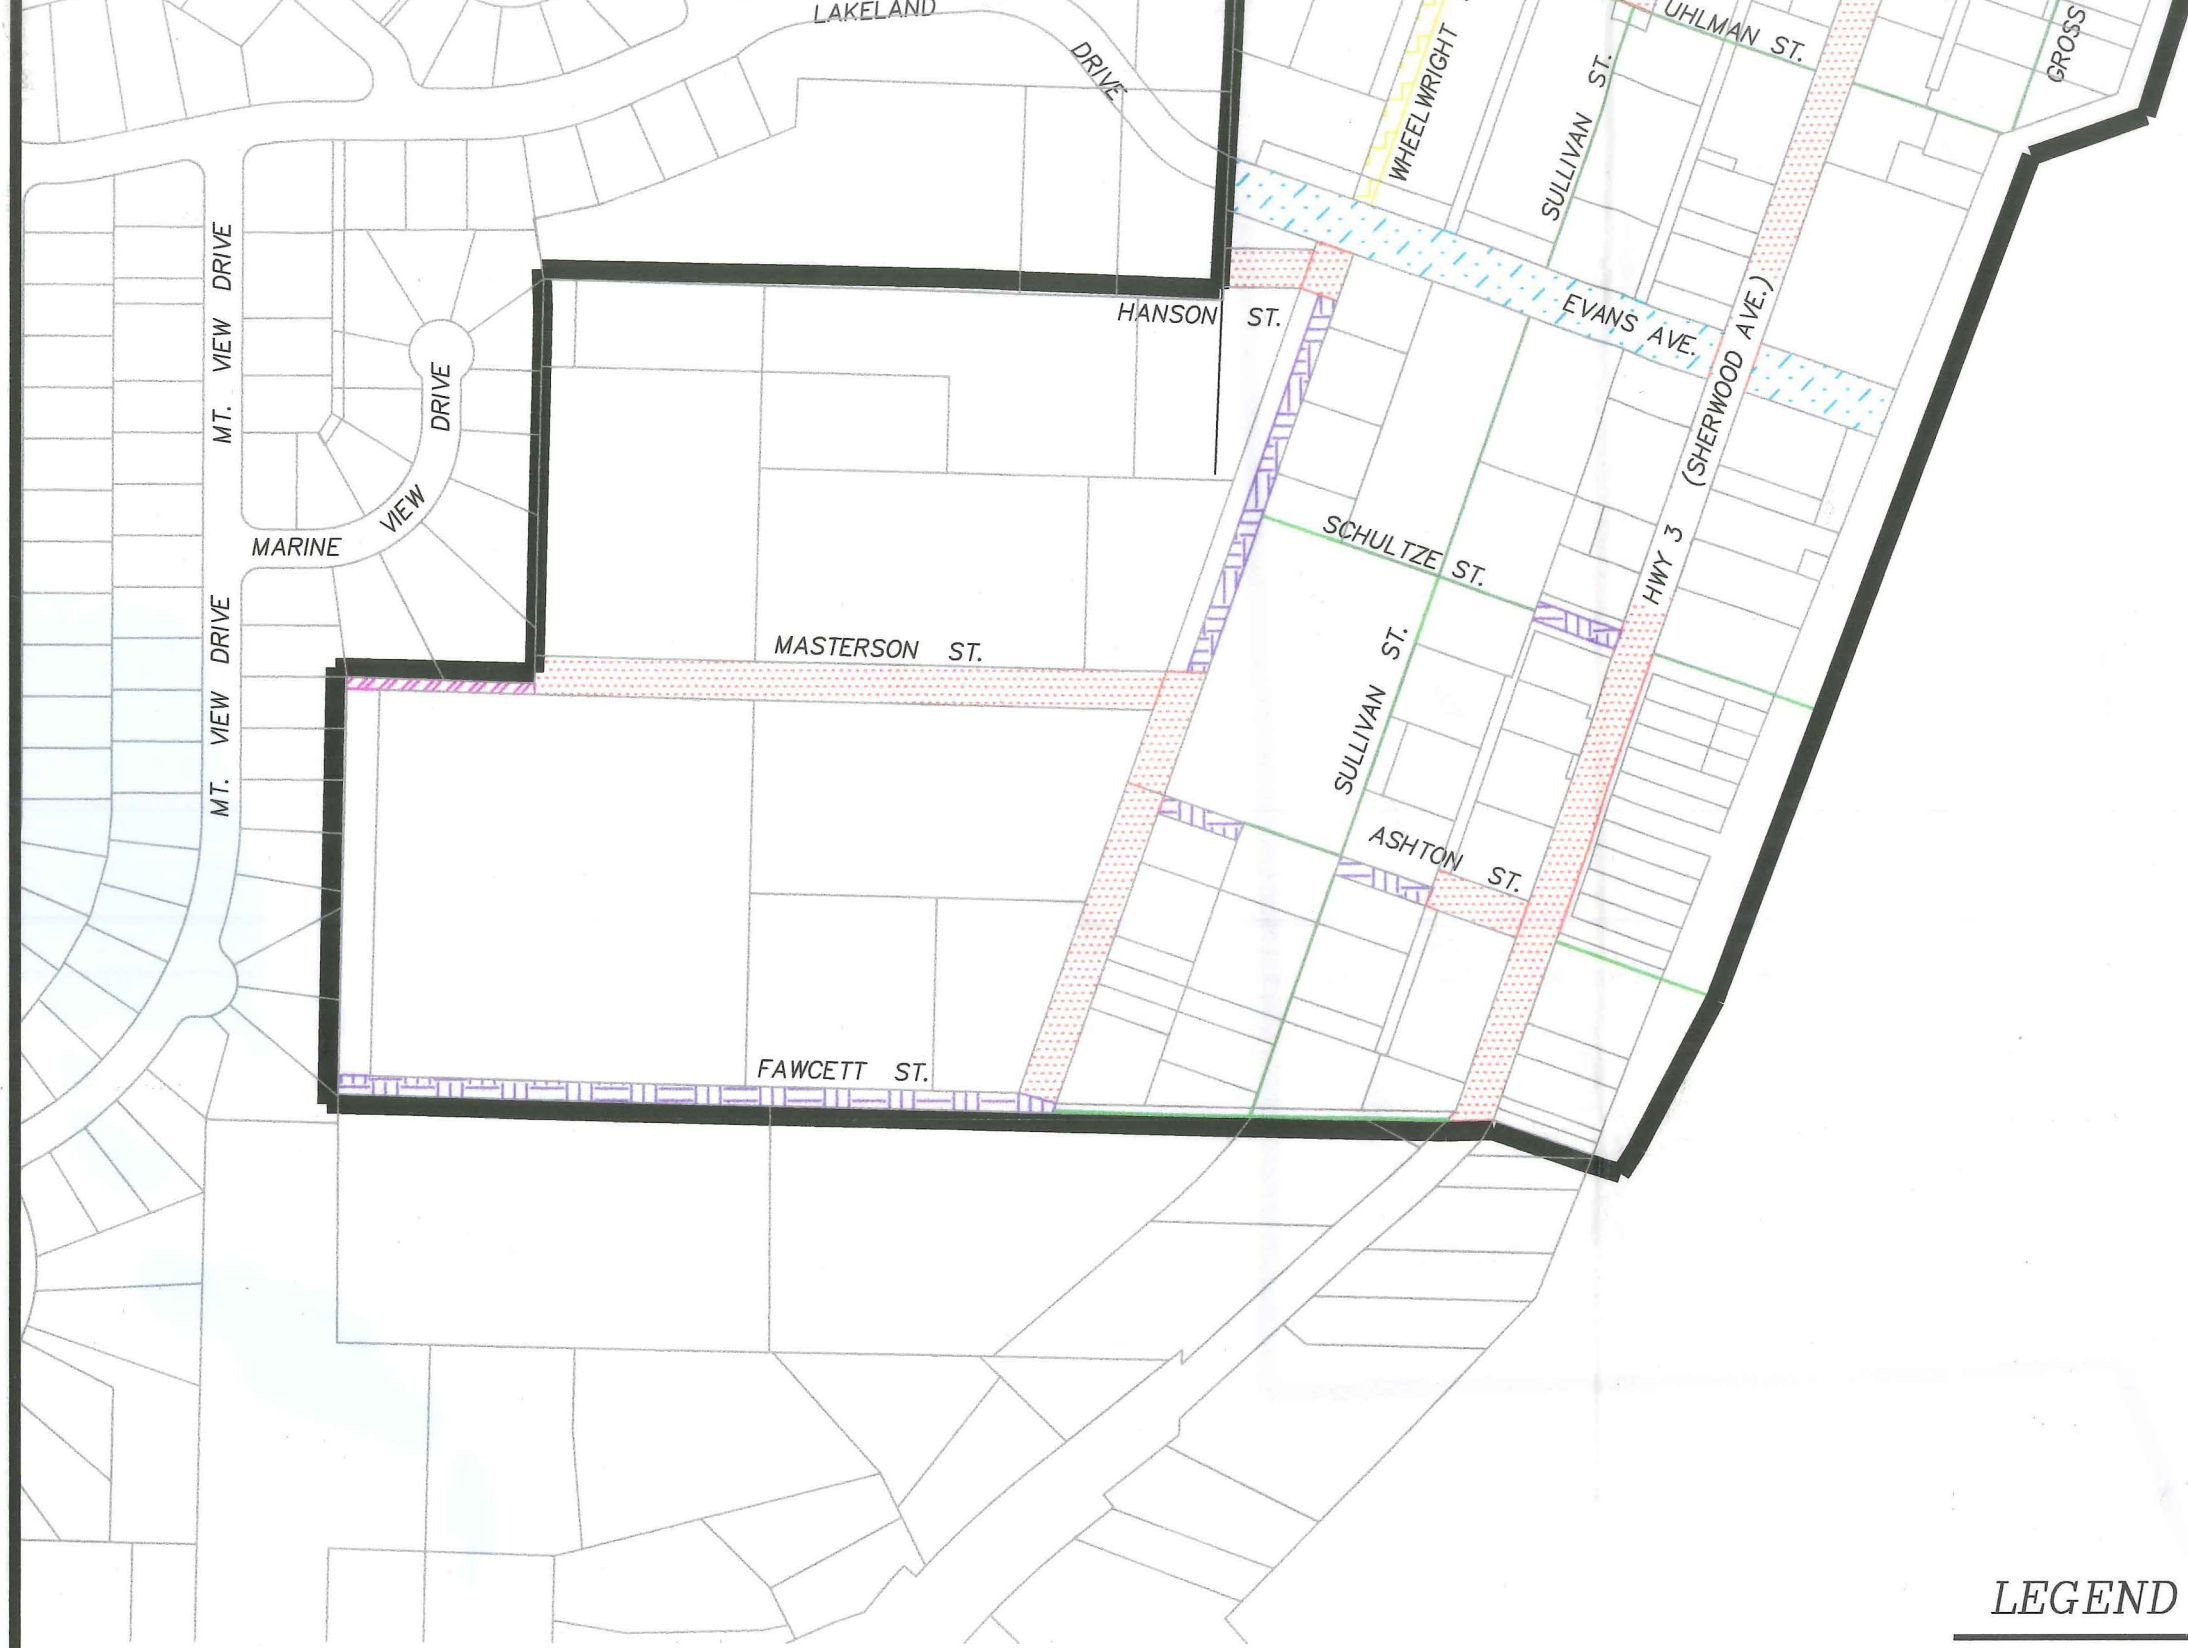 LAKELAND
DRIVE
UHLMAN ST.
GROSS
WHEELWRIGHT
SULLIVAN ST.
MT. VIEW DRIVE
HANSON ST.
EVANS AVE.
HWY 3 (SHERWOOD AVE.)
MARINE VIEW DRIVE
SCHULTZE ST.
MASTERSON ST.
MT. VIEW DRIVE
SULLIVAN ST.
ASHTON ST.
FAWCETT ST.
LEGEND